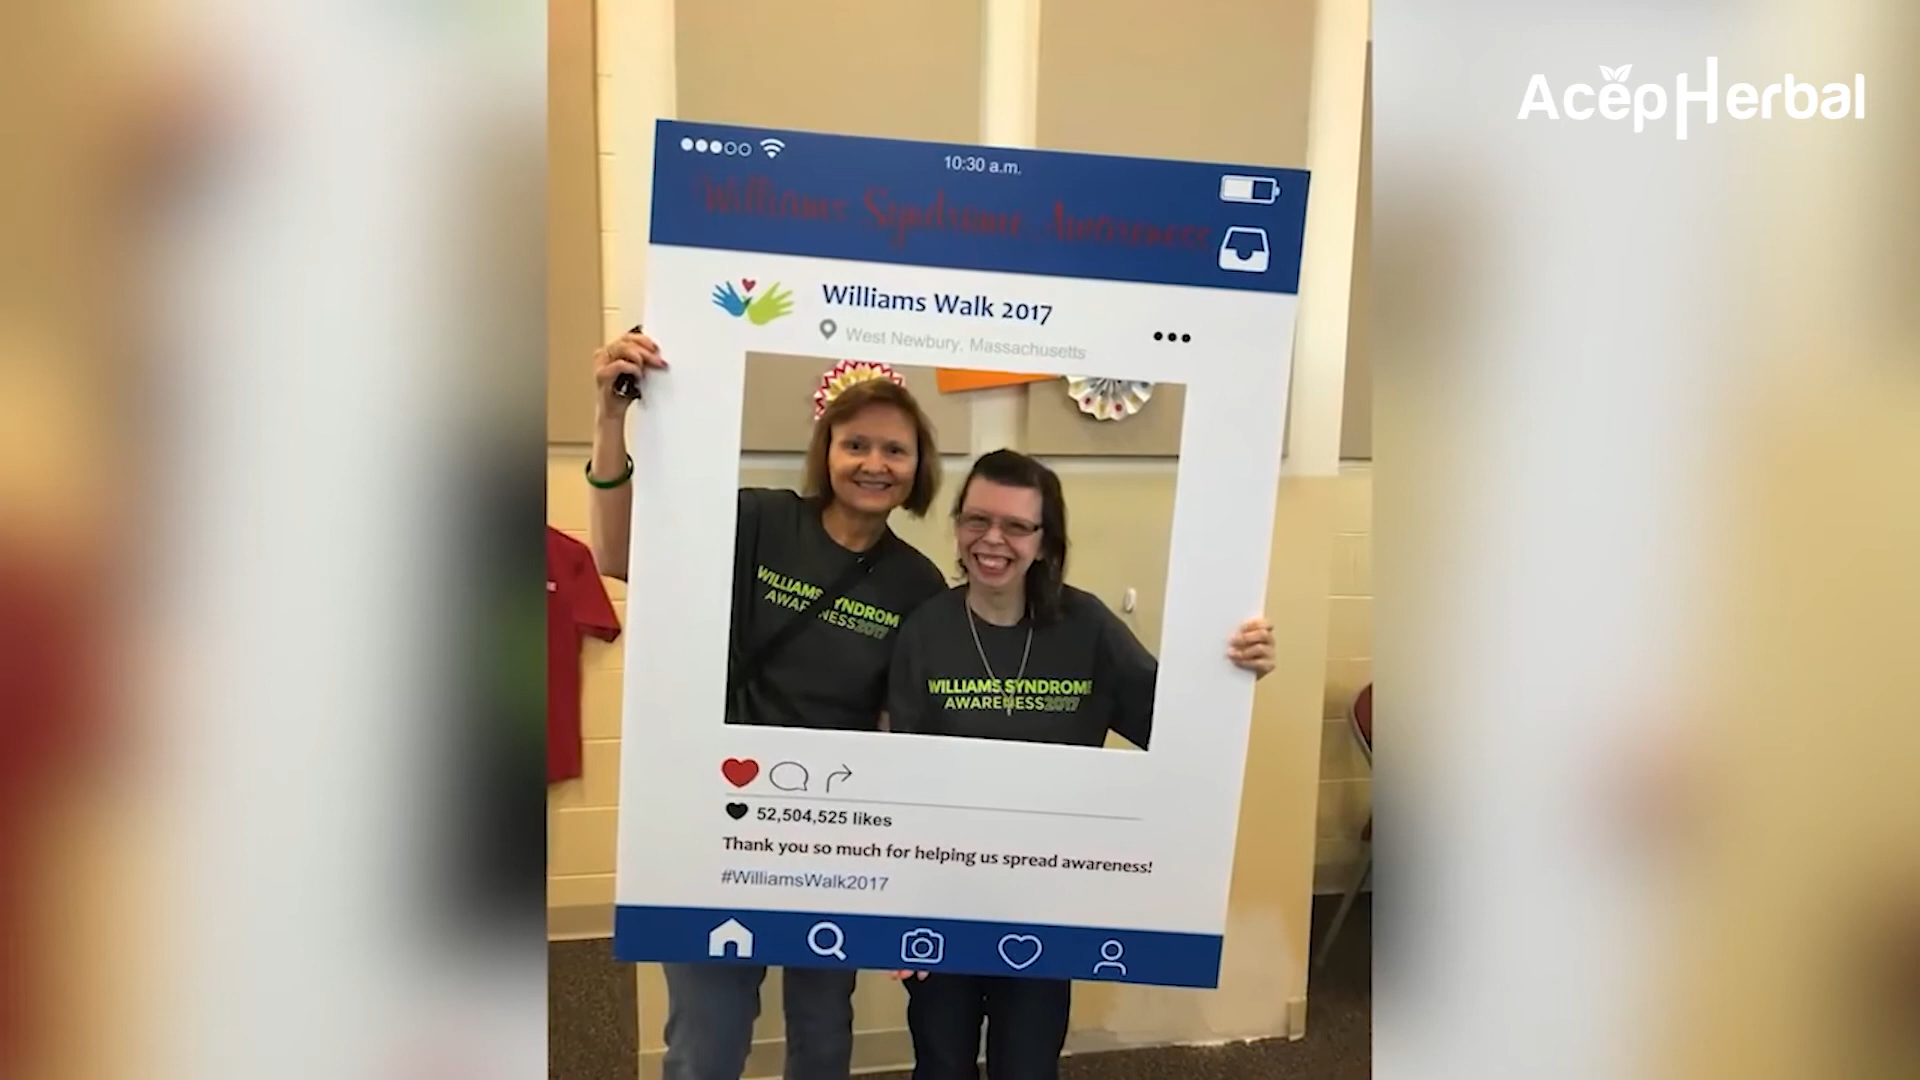 AcepHerbal
10:30 a.m.
Williams Syndrome Awareness
Williams Walk 2017
West Newbury, Massachusetts
WILLIAMS SYNDROM
AWARENESS2017
WILLIAMS SYNDROME
AWARENESS2017
52,504,525 likes
Thank you so much for helping us spread awareness!
#WilliamsWalk2017